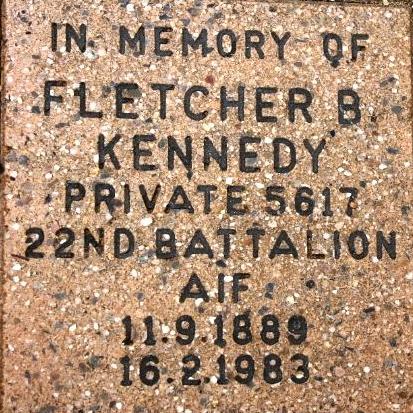 IN MEMORY OF
FLETCHER B
KENNEDY
PRIVATE 5617
22ND BATTALION
AIF
11.9.1889
16.2.1983